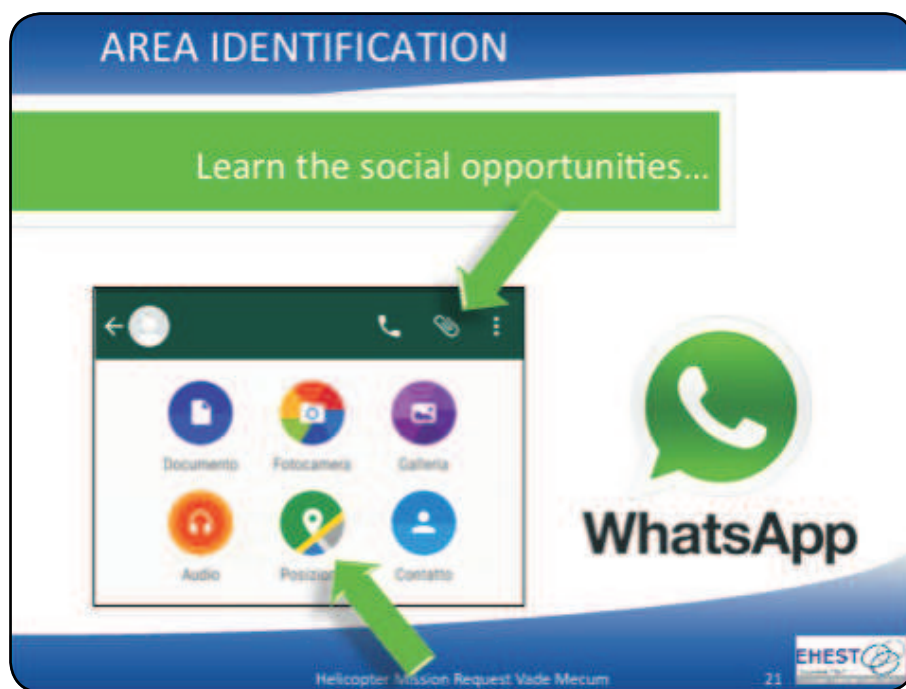 AREA IDENTIFICATION
Learn the social opportunities...
Documento Fotocamera Galleria
Audio Contatto
WhatsApp
Helicopter Mission Request Vade Mecum 21 EHEST